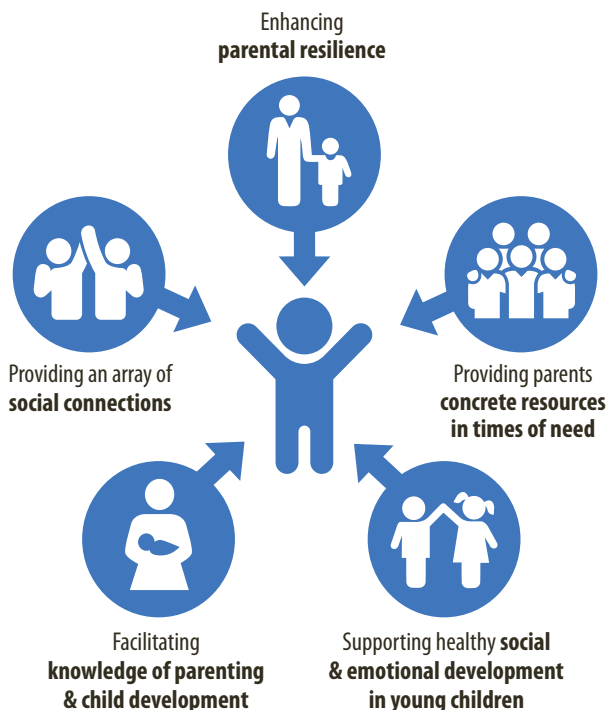 Enhancing
parental resilience
Providing an array of
social connections
Providing parents
concrete resources
in times of need
Facilitating
knowledge of parenting
& child development
Supporting healthy social
& emotional development
in young children